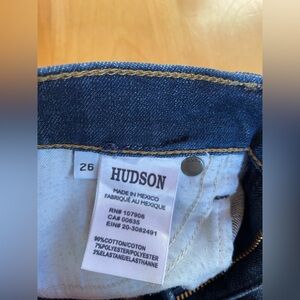 26
HUDSON
MADE IN MEXICO
FABRIQUÉ AU MEXIQUE
RN# 107906
CA# 00635
EIN# 20-3082491
90%COTTON/COTON
7%POLYESTER/POLYESTER
3%ELASTANE/ELASTHANNE